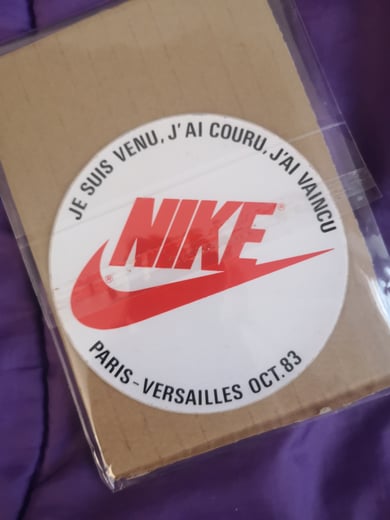 JE SUIS VENU, J'AI COURU, J'AI VAINCU
NIKE®
PARIS-VERSAILLES OCT.83